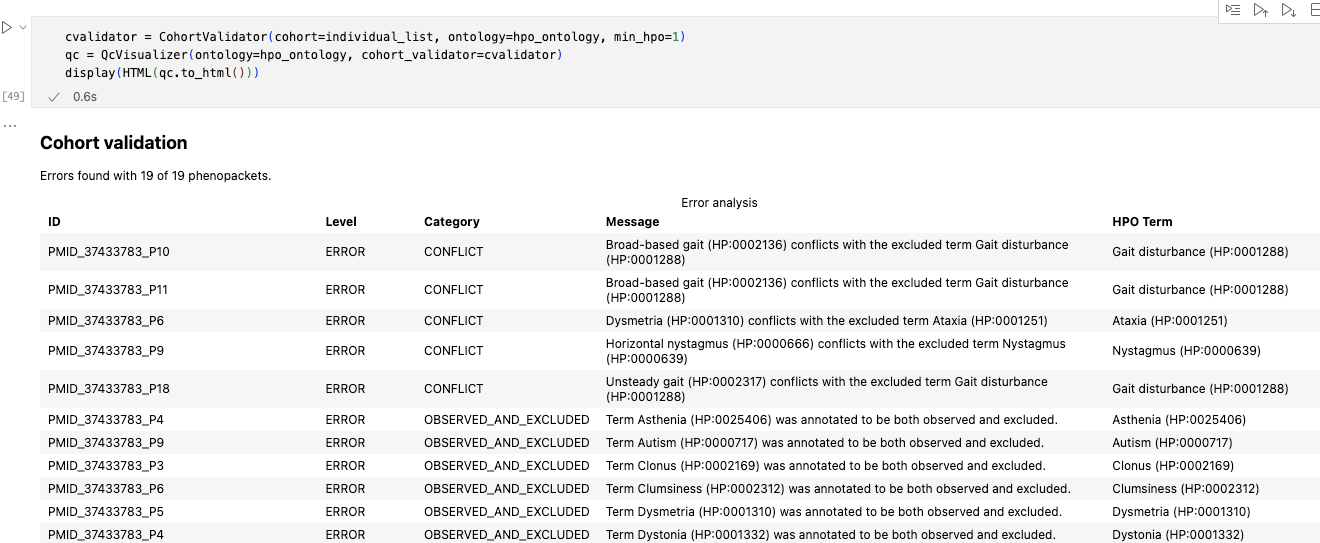 cvalidator = CohortValidator(cohort=individual_list, ontology=hpo_ontology, min_hpo=1)
qc = QcVisualizer(ontology=hpo_ontology, cohort_validator=cvalidator)
display(HTML(qc.to_html()))
[49] 0.6s
...
Cohort validation
Errors found with 19 of 19 phenopackets.
Error analysis
ID Level Category Message HPO Term
PMID_37433783_P10 ERROR CONFLICT Broad-based gait (HP:0002136) conflicts with the excluded term Gait disturbance
(HP:0001288) Gait disturbance (HP:0001288)
PMID_37433783_P11 ERROR CONFLICT Broad-based gait (HP:0002136) conflicts with the excluded term Gait disturbance
(HP:0001288) Gait disturbance (HP:0001288)
PMID_37433783_P6 ERROR CONFLICT Dysmetria (HP:0001310) conflicts with the excluded term Ataxia (HP:0001251) Ataxia (HP:0001251)
PMID_37433783_P9 ERROR CONFLICT Horizontal nystagmus (HP:0000666) conflicts with the excluded term Nystagmus
(HP:0000639) Nystagmus (HP:0000639)
PMID_37433783_P18 ERROR CONFLICT Unsteady gait (HP:0002317) conflicts with the excluded term Gait disturbance
(HP:0001288) Gait disturbance (HP:0001288)
PMID_37433783_P4 ERROR OBSERVED_AND_EXCLUDED Term Asthenia (HP:0025406) was annotated to be both observed and excluded. Asthenia (HP:0025406)
PMID_37433783_P9 ERROR OBSERVED_AND_EXCLUDED Term Autism (HP:0000717) was annotated to be both observed and excluded. Autism (HP:0000717)
PMID_37433783_P3 ERROR OBSERVED_AND_EXCLUDED Term Clonus (HP:0002169) was annotated to be both observed and excluded. Clonus (HP:0002169)
PMID_37433783_P6 ERROR OBSERVED_AND_EXCLUDED Term Clumsiness (HP:0002312) was annotated to be both observed and excluded. Clumsiness (HP:0002312)
PMID_37433783_P5 ERROR OBSERVED_AND_EXCLUDED Term Dysmetria (HP:0001310) was annotated to be both observed and excluded. Dysmetria (HP:0001310)
PMID_37433783_P4 ERROR OBSERVED_AND_EXCLUDED Term Dystonia (HP:0001332) was annotated to be both observed and excluded. Dystonia (HP:0001332)